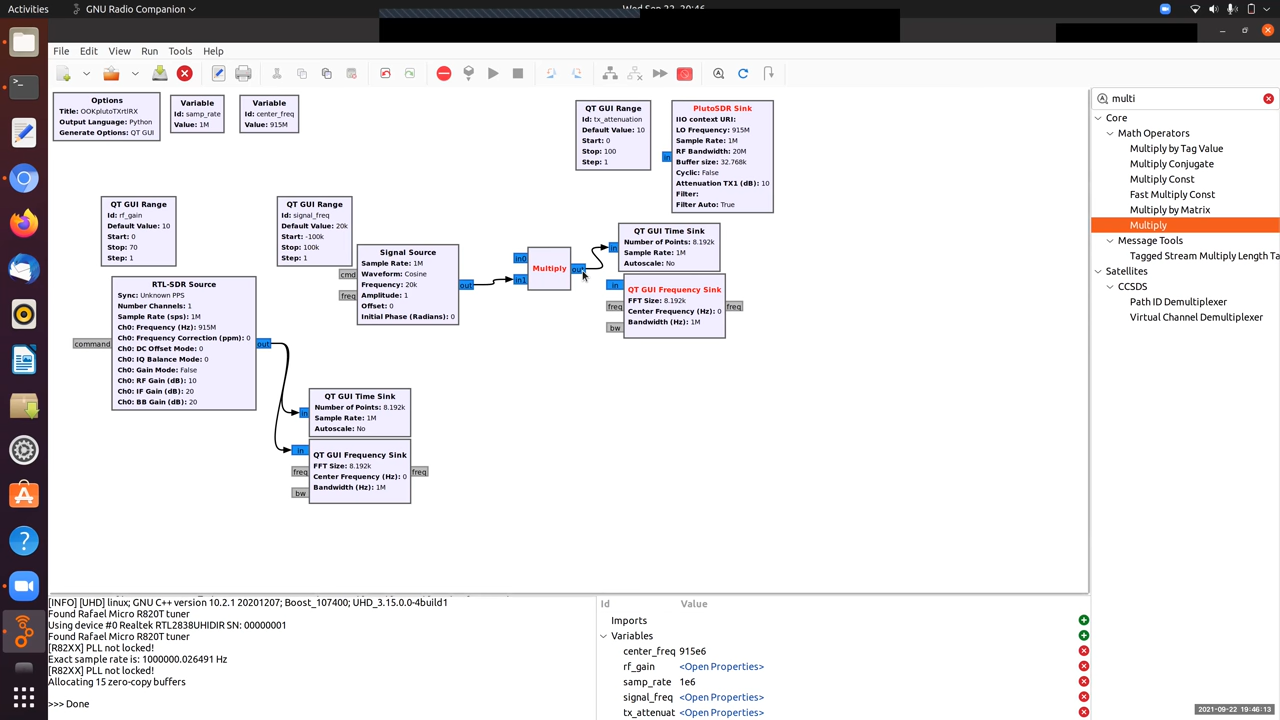 Activities
GNU Radio Companion
Wed Sep 22 20:46
File Edit View Run Tools Help
Options
Title: OOKplutoTXrtlRX
Output Language: Python
Generate Options: QT GUI
Variable
Id: samp_rate
Value: 1M
Variable
Id: center_freq
Value: 915M
QT GUI Range
Id: tx_attenuation
Default Value: 10
Start: 0
Stop: 100
Step: 1
PlutoSDR Sink
IIO context URI:
LO Frequency: 915M
Sample Rate: 1M
RF Bandwidth: 20M
Buffer size: 32.768k
Cyclic: False
Attenuation TX1 (dB): 10
Filter:
Filter Auto: True
in
QT GUI Range
Id: rf_gain
Default Value: 10
Start: 0
Stop: 70
Step: 1
QT GUI Range
Id: signal_freq
Default Value: 20k
Start: -100k
Stop: 100k
Step: 1
Signal Source
Sample Rate: 1M
Waveform: Cosine
Frequency: 20k
Amplitude: 1
Offset: 0
Initial Phase (Radians): 0
cmd
freq
out
in0
in1
Multiply
out
QT GUI Time Sink
Number of Points: 8.192k
Sample Rate: 1M
Autoscale: No
in
QT GUI Frequency Sink
FFT Size: 8.192k
Center Frequency (Hz): 0
Bandwidth (Hz): 1M
in
freq
bw
freq
RTL-SDR Source
Sync: Unknown PPS
Number Channels: 1
Sample Rate (sps): 1M
Ch0: Frequency (Hz): 915M
Ch0: Frequency Correction (ppm): 0
Ch0: DC Offset Mode: 0
Ch0: IQ Balance Mode: 0
Ch0: Gain Mode: False
Ch0: RF Gain (dB): 10
Ch0: IF Gain (dB): 20
Ch0: BB Gain (dB): 20
command
out
QT GUI Time Sink
Number of Points: 8.192k
Sample Rate: 1M
Autoscale: No
in
QT GUI Frequency Sink
FFT Size: 8.192k
Center Frequency (Hz): 0
Bandwidth (Hz): 1M
in
freq
bw
freq
multi
Core
Math Operators
Multiply by Tag Value
Multiply Conjugate
Multiply Const
Fast Multiply Const
Multiply by Matrix
Multiply
Message Tools
Tagged Stream Multiply Length Ta
Satellites
CCSDS
Path ID Demultiplexer
Virtual Channel Demultiplexer
[INFO] [UHD] linux; GNU C++ version 10.2.1 20201207; Boost_107400; UHD_3.15.0.0-4build1
Found Rafael Micro R820T tuner
Using device #0 Realtek RTL2838UHIDIR SN: 00000001
Found Rafael Micro R820T tuner
[R82XX] PLL not locked!
Exact sample rate is: 1000000.026491 Hz
[R82XX] PLL not locked!
Allocating 15 zero-copy buffers
>>> Done
Id Value
Imports
Variables
center_freq 915e6
rf_gain <Open Properties>
samp_rate 1e6
signal_freq <Open Properties>
tx_attenuat <Open Properties>
2021-09-22 19:46:13